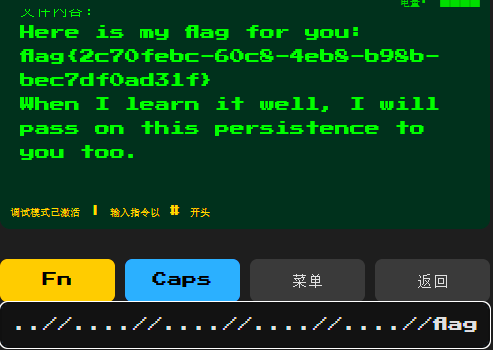 电量:
文件内容:
Here is my flag for you:
flag{2c70febc-60c8-4eb8-b98b-
bec7df0ad31f}
When I learn it well, I will
pass on this persistence to
you too.
调试模式已激活 | 输入指令以 # 开头
Fn Caps 菜单 返回
..//....//....//....//....//flag